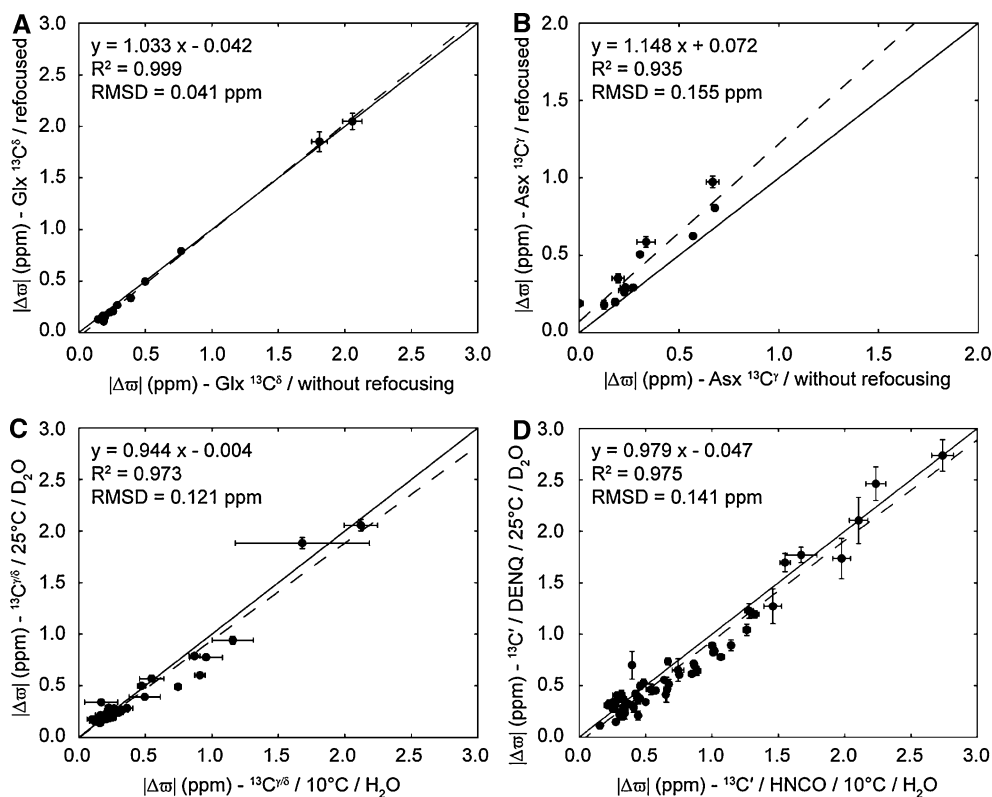 A
y = 1.033 x - 0.042
R² = 0.999
RMSD = 0.041 ppm
|Δϖ| (ppm) - Glx ¹³Cᵟ / refocused
3.0
2.5
2.0
1.5
1.0
0.5
0.0
0.0 0.5 1.0 1.5 2.0 2.5 3.0
|Δϖ| (ppm) - Glx ¹³Cᵟ / without refocusing
B
y = 1.148 x + 0.072
R² = 0.935
RMSD = 0.155 ppm
|Δϖ| (ppm) - Asx ¹³Cᵞ / refocused
2.0
1.5
1.0
0.5
0.0
0.0 0.5 1.0 1.5 2.0
|Δϖ| (ppm) - Asx ¹³Cᵞ / without refocusing
C
y = 0.944 x - 0.004
R² = 0.973
RMSD = 0.121 ppm
|Δϖ| (ppm) - ¹³Cᵞ/ᵟ / 25°C / D₂O
3.0
2.5
2.0
1.5
1.0
0.5
0.0
0.0 0.5 1.0 1.5 2.0 2.5 3.0
|Δϖ| (ppm) - ¹³Cᵞ/ᵟ / 10°C / H₂O
D
y = 0.979 x - 0.047
R² = 0.975
RMSD = 0.141 ppm
|Δϖ| (ppm) - ¹³C′ / DENQ / 25°C / D₂O
3.0
2.5
2.0
1.5
1.0
0.5
0.0
0.0 0.5 1.0 1.5 2.0 2.5 3.0
|Δϖ| (ppm) - ¹³C′ / HNCO / 10°C / H₂O